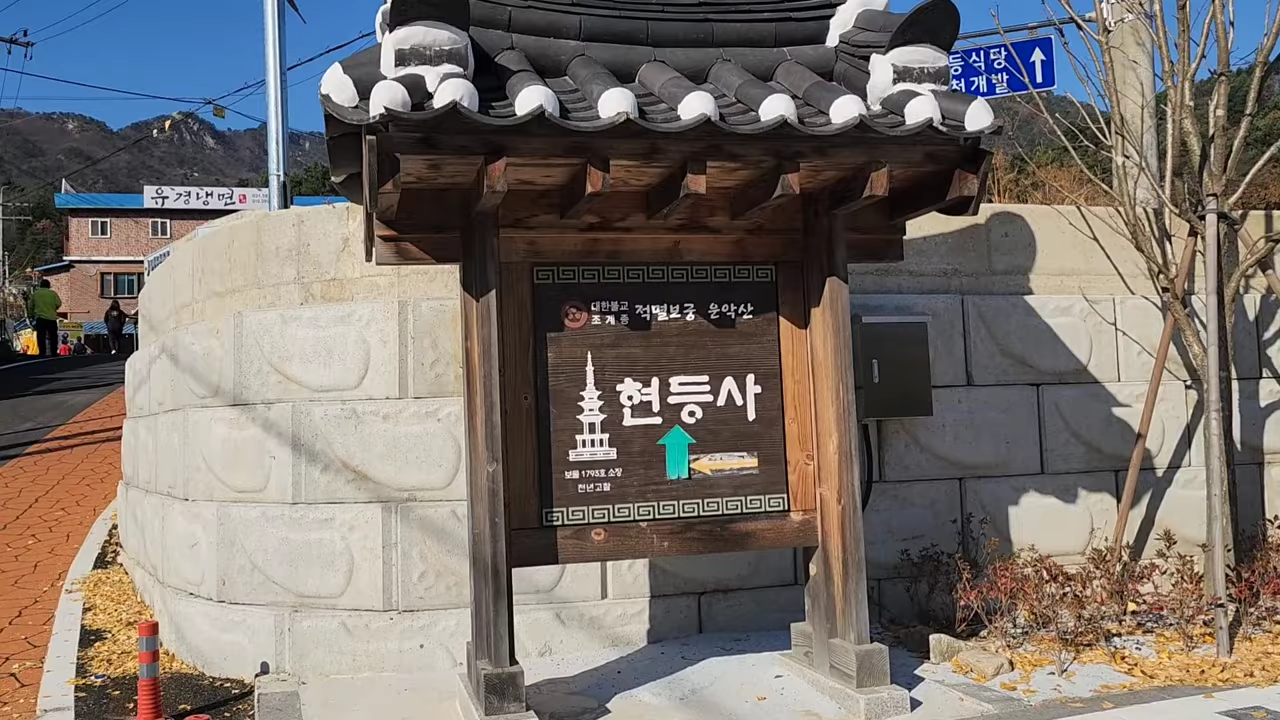 등식당
천개발
유경냉면
대한불교
조계종
적멸보궁 운악산
현등사
보물 1793호 소장
천년고찰